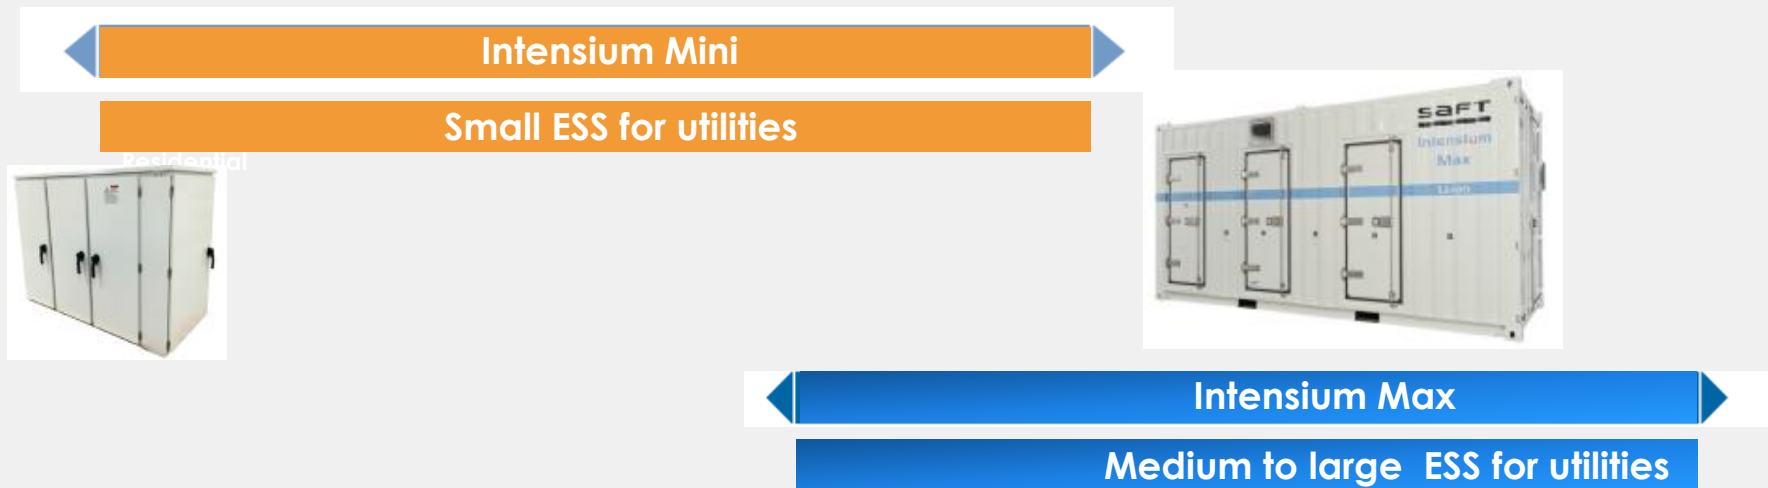 Intensium Mini
Small ESS for utilities
Residential
saft
Intensium
Max
Li-ion
Intensium Max
Medium to large ESS for utilities